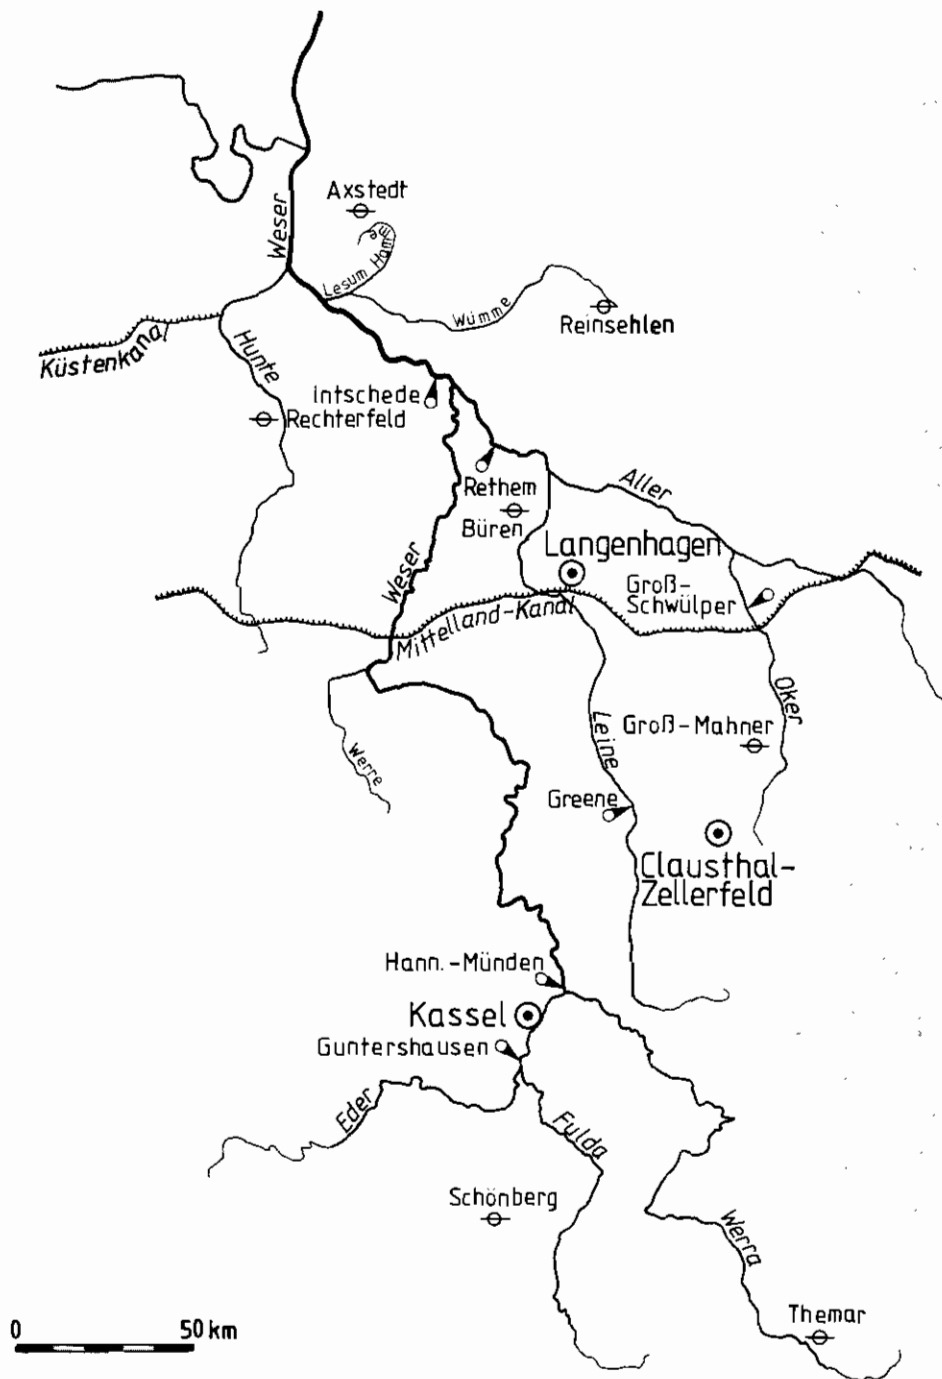 Axstedt
Weser
Lesum
Hamme
Wümme
Reinsehlen
Küstenkanal
Hunte
Intschede
Rechterfeld
Rethem
Büren
Aller
Langenhagen
Groß-
Schwülper
Weser
Mittelland-Kanal
Oker
Leine
Groß-Mahner
Werre
Greene
Clausthal-
Zellerfeld
Hann.-Münden
Kassel
Guntershausen
Eder
Fulda
Schönberg
Werra
Themar
0 50 km